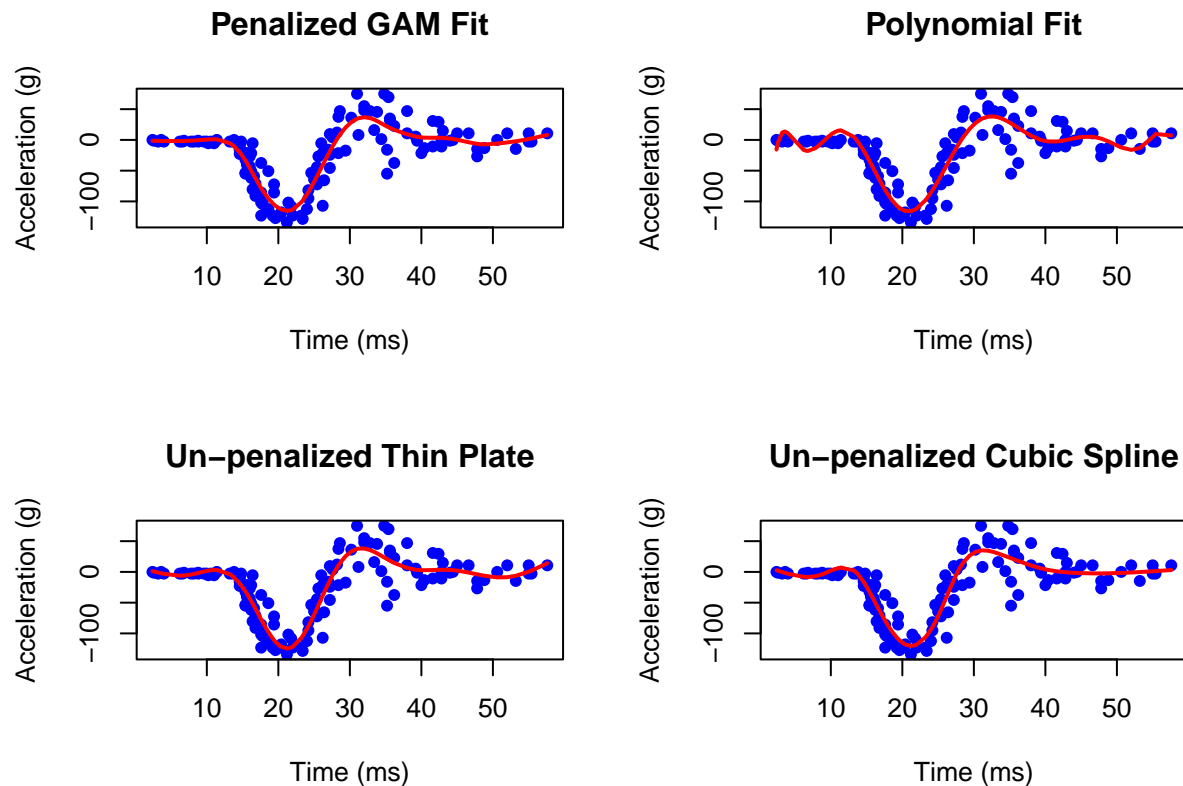 Penalized GAM Fit
Acceleration (g)
0
−100
10 20 30 40 50
Time (ms)
Polynomial Fit
Acceleration (g)
0
−100
10 20 30 40 50
Time (ms)
Un−penalized Thin Plate
Acceleration (g)
0
−100
10 20 30 40 50
Time (ms)
Un−penalized Cubic Spline
Acceleration (g)
0
−100
10 20 30 40 50
Time (ms)